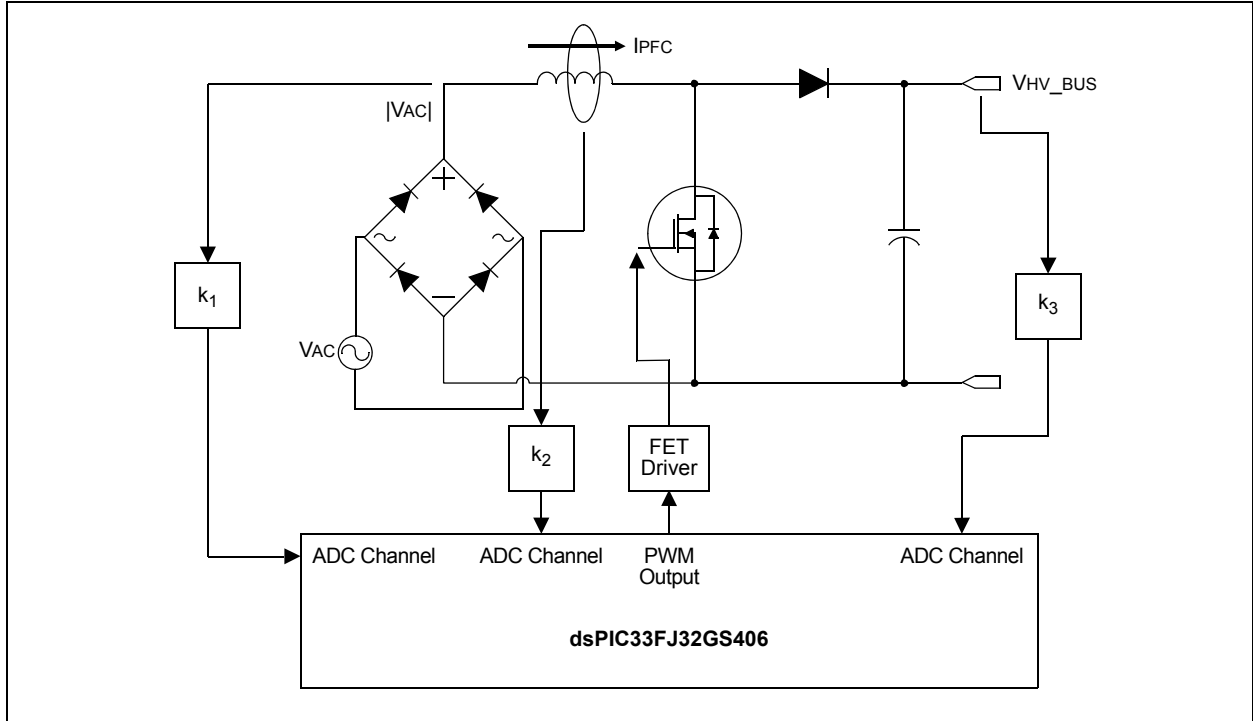 IPFC
|VAC|
VHV_BUS
k1
k3
VAC
k2
FET
Driver
ADC Channel
ADC Channel
PWM
Output
ADC Channel
dsPIC33FJ32GS406